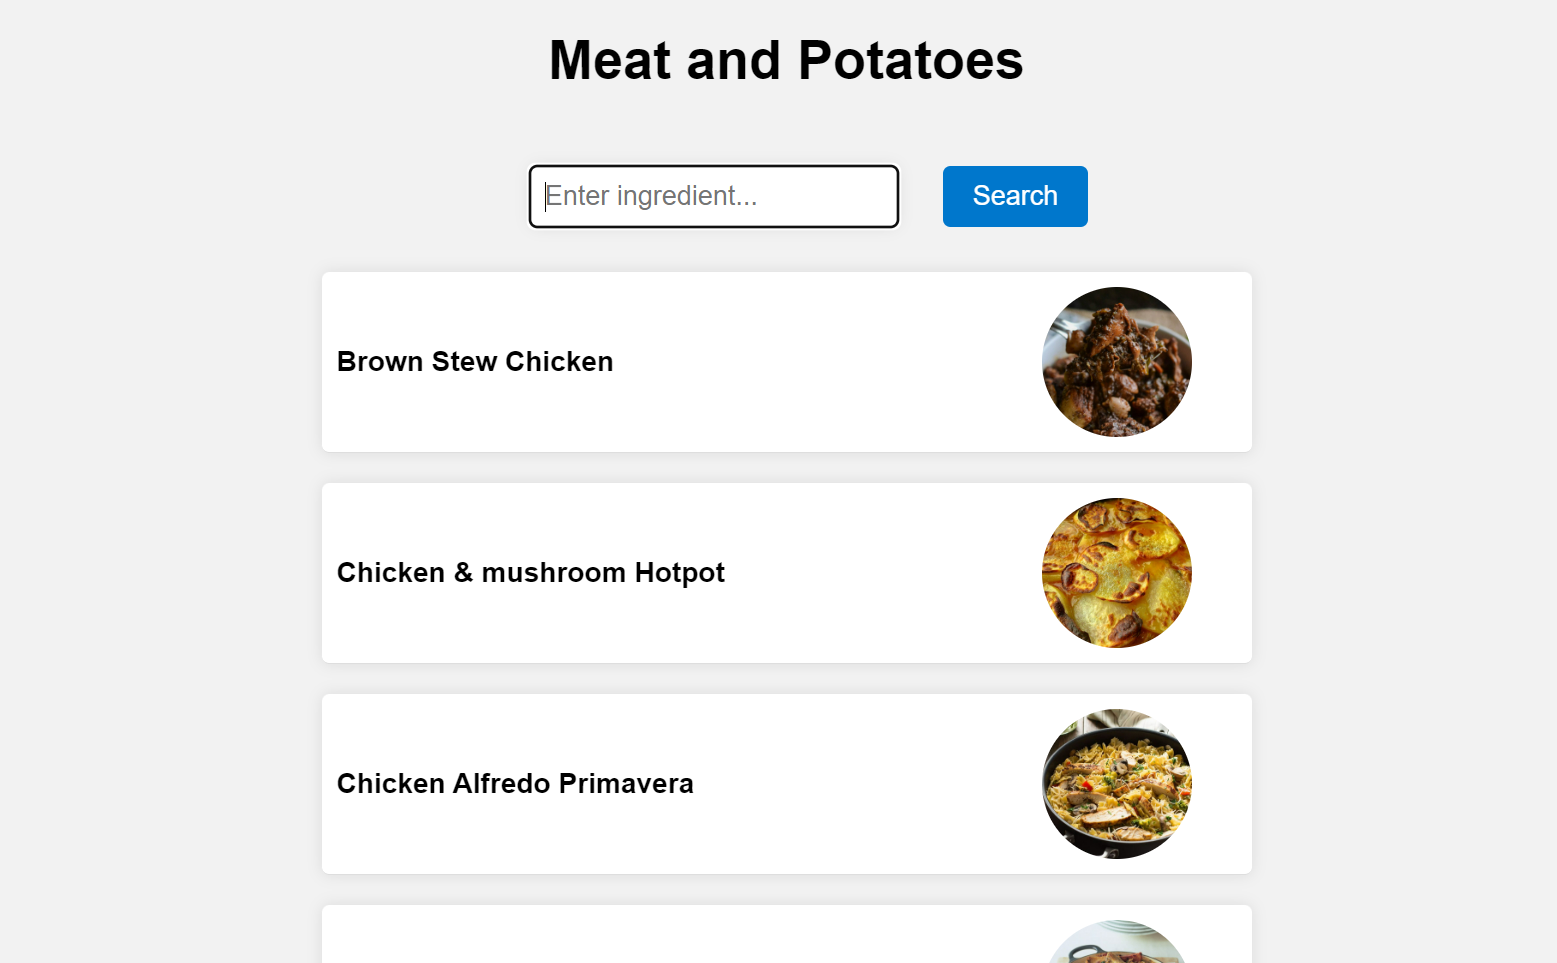 Meat and Potatoes
Enter ingredient...
Search
Brown Stew Chicken
Chicken & mushroom Hotpot
Chicken Alfredo Primavera